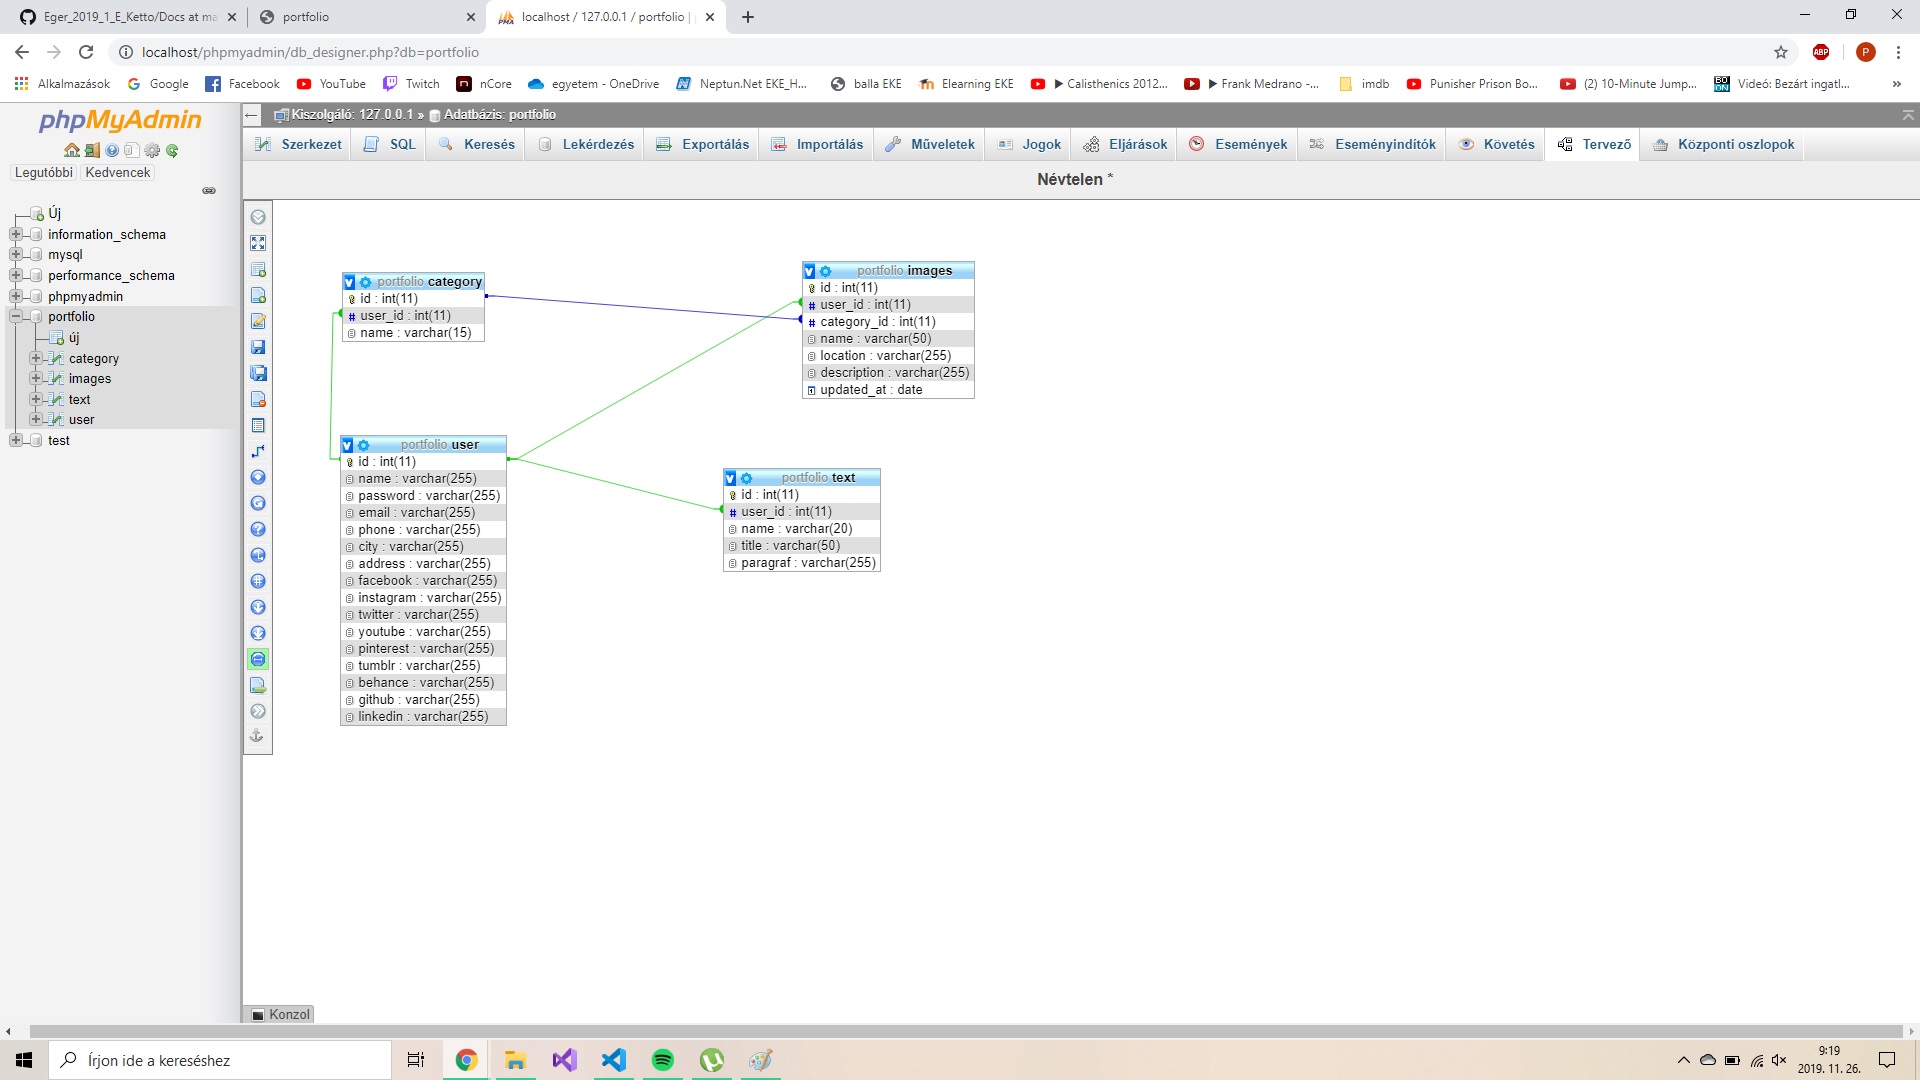 Eger_2019_1_E_Ketto/Docs at ma
portfolio
localhost / 127.0.0.1 / portfolio |
localhost/phpmyadmin/db_designer.php?db=portfolio
ABP
P
Alkalmazások
Google
Facebook
YouTube
Twitch
nCore
egyetem - OneDrive
Neptun.Net EKE_H...
balla EKE
Elearning EKE
▶ Calisthenics 2012...
▶ Frank Medrano -...
imdb
Punisher Prison Bo...
(2) 10-Minute Jump...
Videó: Bezárt ingatl...
»
phpMyAdmin
Legutóbbi
Kedvencek
Új
information_schema
mysql
performance_schema
phpmyadmin
portfolio
új
category
images
text
user
test
Kiszolgáló: 127.0.0.1 » Adatbázis: portfolio
Szerkezet
SQL
Keresés
Lekérdezés
Exportálás
Importálás
Műveletek
Jogok
Eljárások
Események
Eseményindítók
Követés
Tervező
Központi oszlopok
Névtelen *
portfolio category
id : int(11)
user_id : int(11)
name : varchar(15)
portfolio images
id : int(11)
user_id : int(11)
category_id : int(11)
name : varchar(50)
location : varchar(255)
description : varchar(255)
updated_at : date
portfolio user
id : int(11)
name : varchar(255)
password : varchar(255)
email : varchar(255)
phone : varchar(255)
city : varchar(255)
address : varchar(255)
facebook : varchar(255)
instagram : varchar(255)
twitter : varchar(255)
youtube : varchar(255)
pinterest : varchar(255)
tumblr : varchar(255)
behance : varchar(255)
github : varchar(255)
linkedin : varchar(255)
portfolio text
id : int(11)
user_id : int(11)
name : varchar(20)
title : varchar(50)
paragraf : varchar(255)
Konzol
Írjon ide a kereséshez
9:19
2019. 11. 26.